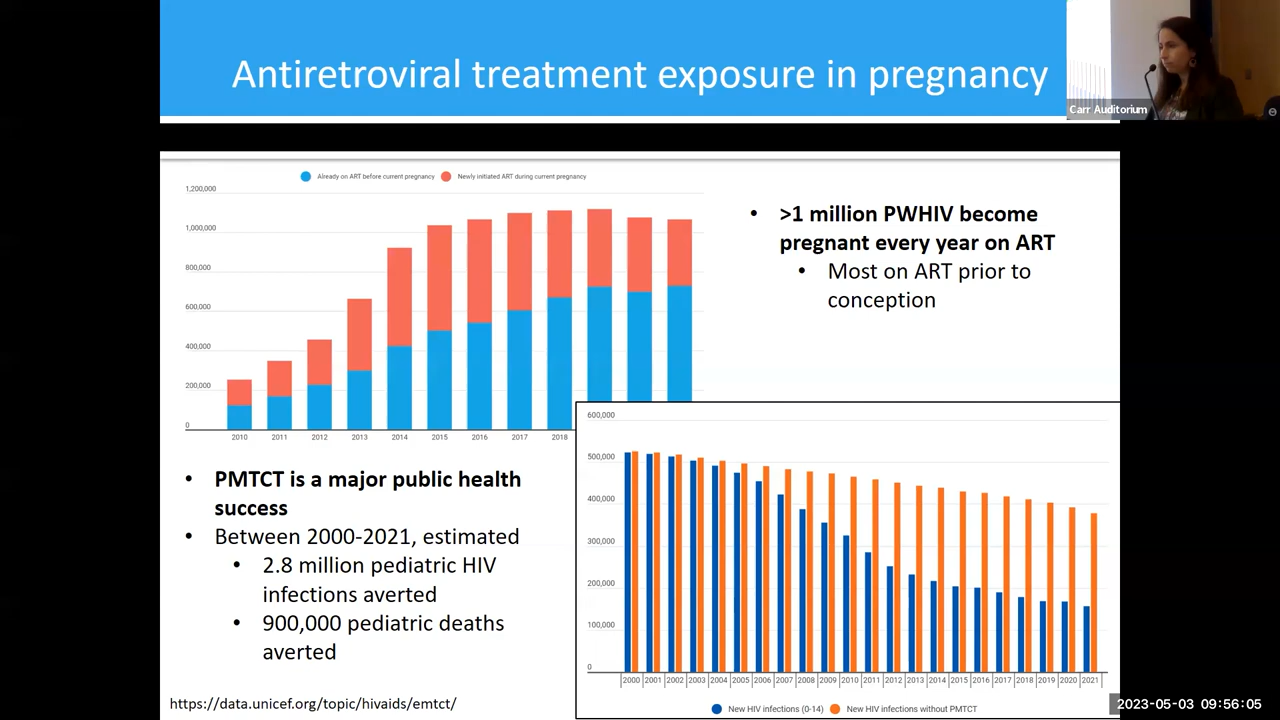 Antiretroviral treatment exposure in pregnancy
Carr Auditorium
Already on ART before current pregnancy
Newly initiated ART during current pregnancy
1,200,000
1,000,000
800,000
600,000
400,000
200,000
0
2010 2011 2012 2013 2014 2015 2016 2017 2018
• >1 million PWHIV become
pregnant every year on ART
• Most on ART prior to
conception
• PMTCT is a major public health
success
• Between 2000-2021, estimated
• 2.8 million pediatric HIV
infections averted
• 900,000 pediatric deaths
averted
600,000
500,000
400,000
300,000
200,000
100,000
0
2000 2001 2002 2003 2004 2005 2006 2007 2008 2009 2010 2011 2012 2013 2014 2015 2016 2017 2018 2019 2020 2021
New HIV infections (0-14)
New HIV infections without PMTCT
https://data.unicef.org/topic/hivaids/emtct/
2023-05-03 09:56:05